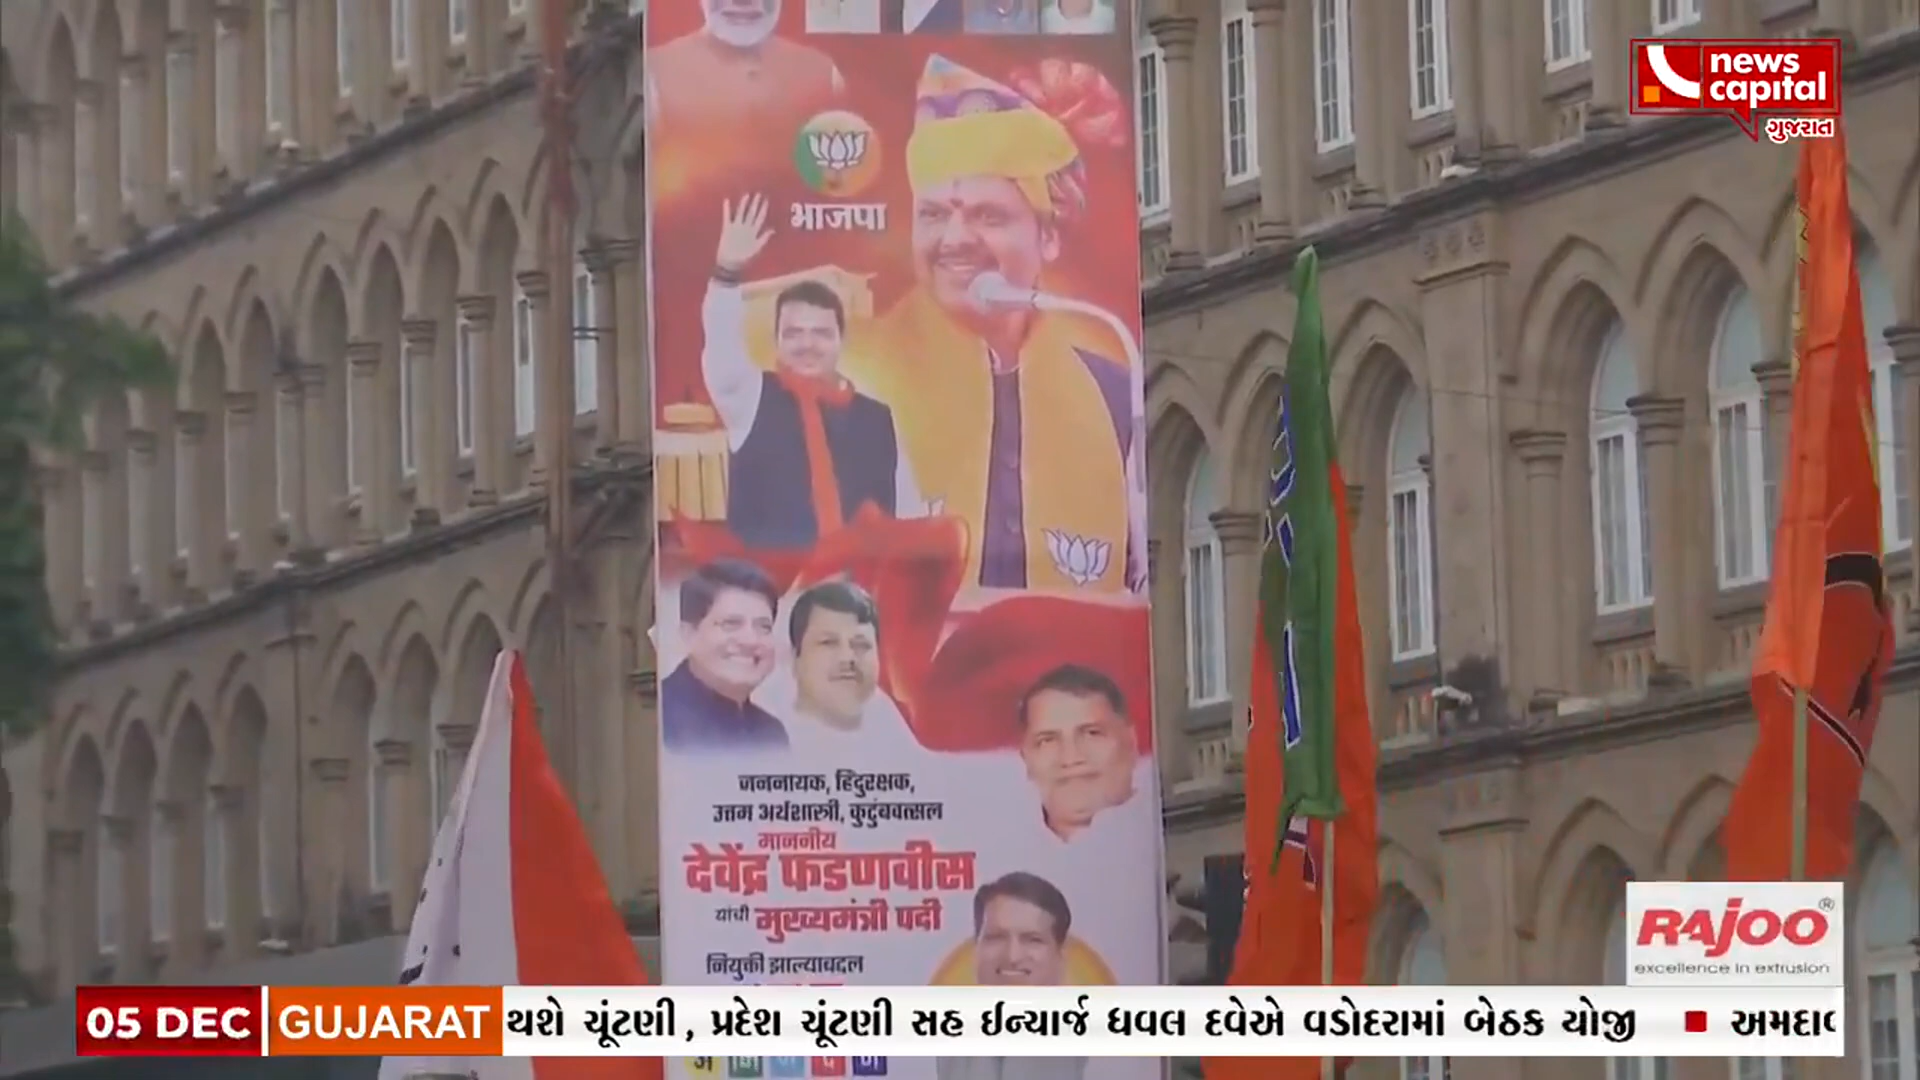 news
capital
ગુજરાત
भाजपा
जननायक, हिंदुरक्षक,
उत्तम अर्थशास्त्री, कुटुंबवत्सल
माननीय
देवेंद्र फडणवीस
यांची मुख्यमंत्री पदी
नियुक्ती झाल्याबद्दल
RAJOO®
excellence in extrusion
05 DEC GUJARAT થશે ચૂંટણી, પ્રદેશ ચૂંટણી સહ ઈન્ચાર્જ ધવલ દવેએ વડોદરામાં બેઠક યોજી ■ અમદાવ